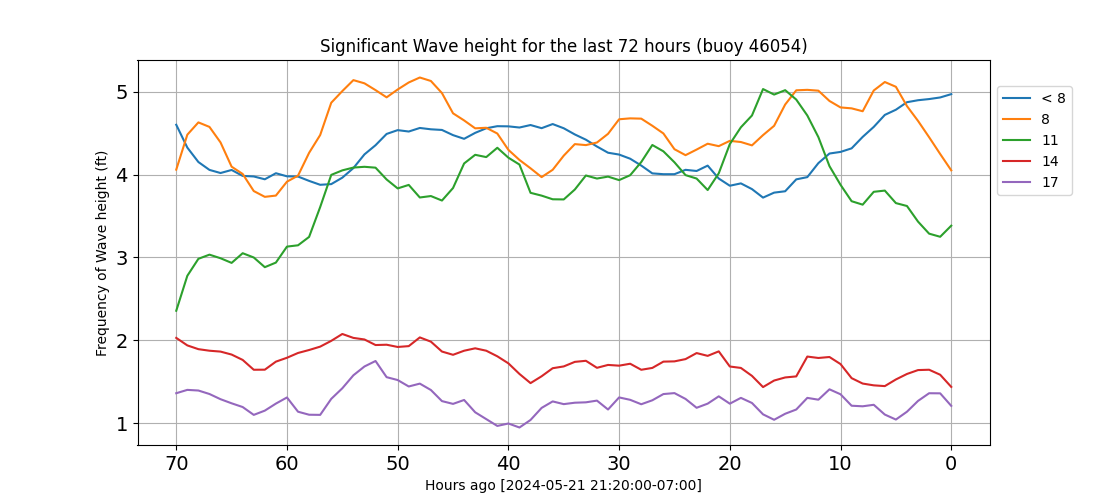 Significant Wave height for the last 72 hours (buoy 46054)
Frequency of Wave height (ft)
5
4
3
2
1
70 60 50 40 30 20 10 0
Hours ago [2024-05-21 21:20:00-07:00]
< 8
8
11
14
17